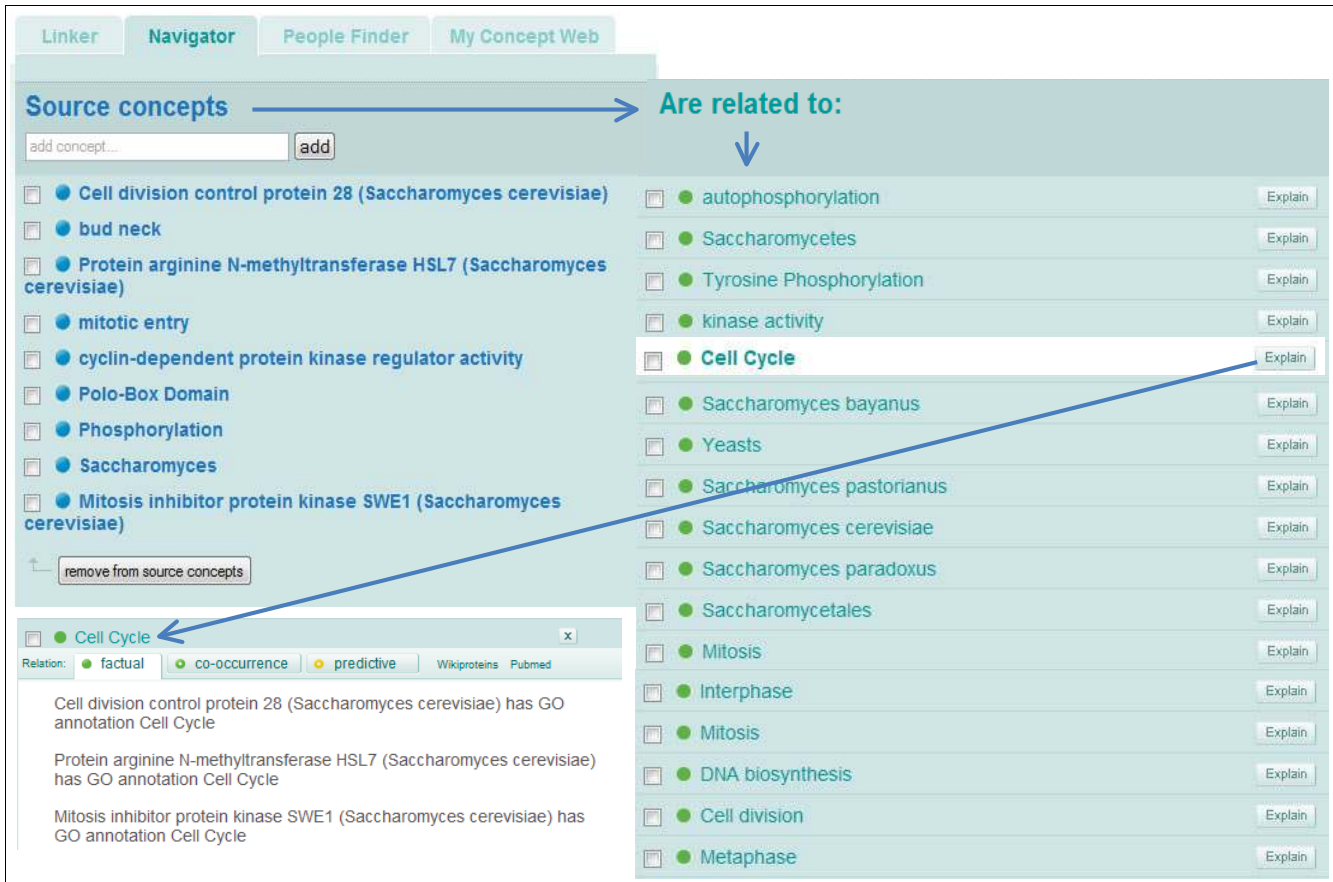 Linker
Navigator
People Finder
My Concept Web
Source concepts
add concept....
add
Cell division control protein 28 (Saccharomyces cerevisiae)
bud neck
Protein arginine N-methyltransferase HSL7 (Saccharomyces
cerevisiae)
mitotic entry
cyclin-dependent protein kinase regulator activity
Polo-Box Domain
Phosphorylation
Saccharomyces
Mitosis inhibitor protein kinase SWE1 (Saccharomyces
cerevisiae)
remove from source concepts
Are related to:
autophosphorylation Explain
Saccharomycetes Explain
Tyrosine Phosphorylation Explain
kinase activity Explain
Cell Cycle Explain
Saccharomyces bayanus Explain
Yeasts Explain
Saccharomyces pastorianus Explain
Saccharomyces cerevisiae Explain
Saccharomyces paradoxus Explain
Saccharomycetales Explain
Mitosis Explain
Interphase Explain
Mitosis Explain
DNA biosynthesis Explain
Cell division Explain
Metaphase Explain
Cell Cycle x
Relation: factual co-occurrence predictive Wikiproteins Pubmed
Cell division control protein 28 (Saccharomyces cerevisiae) has GO
annotation Cell Cycle
Protein arginine N-methyltransferase HSL7 (Saccharomyces cerevisiae)
has GO annotation Cell Cycle
Mitosis inhibitor protein kinase SWE1 (Saccharomyces cerevisiae) has
GO annotation Cell Cycle